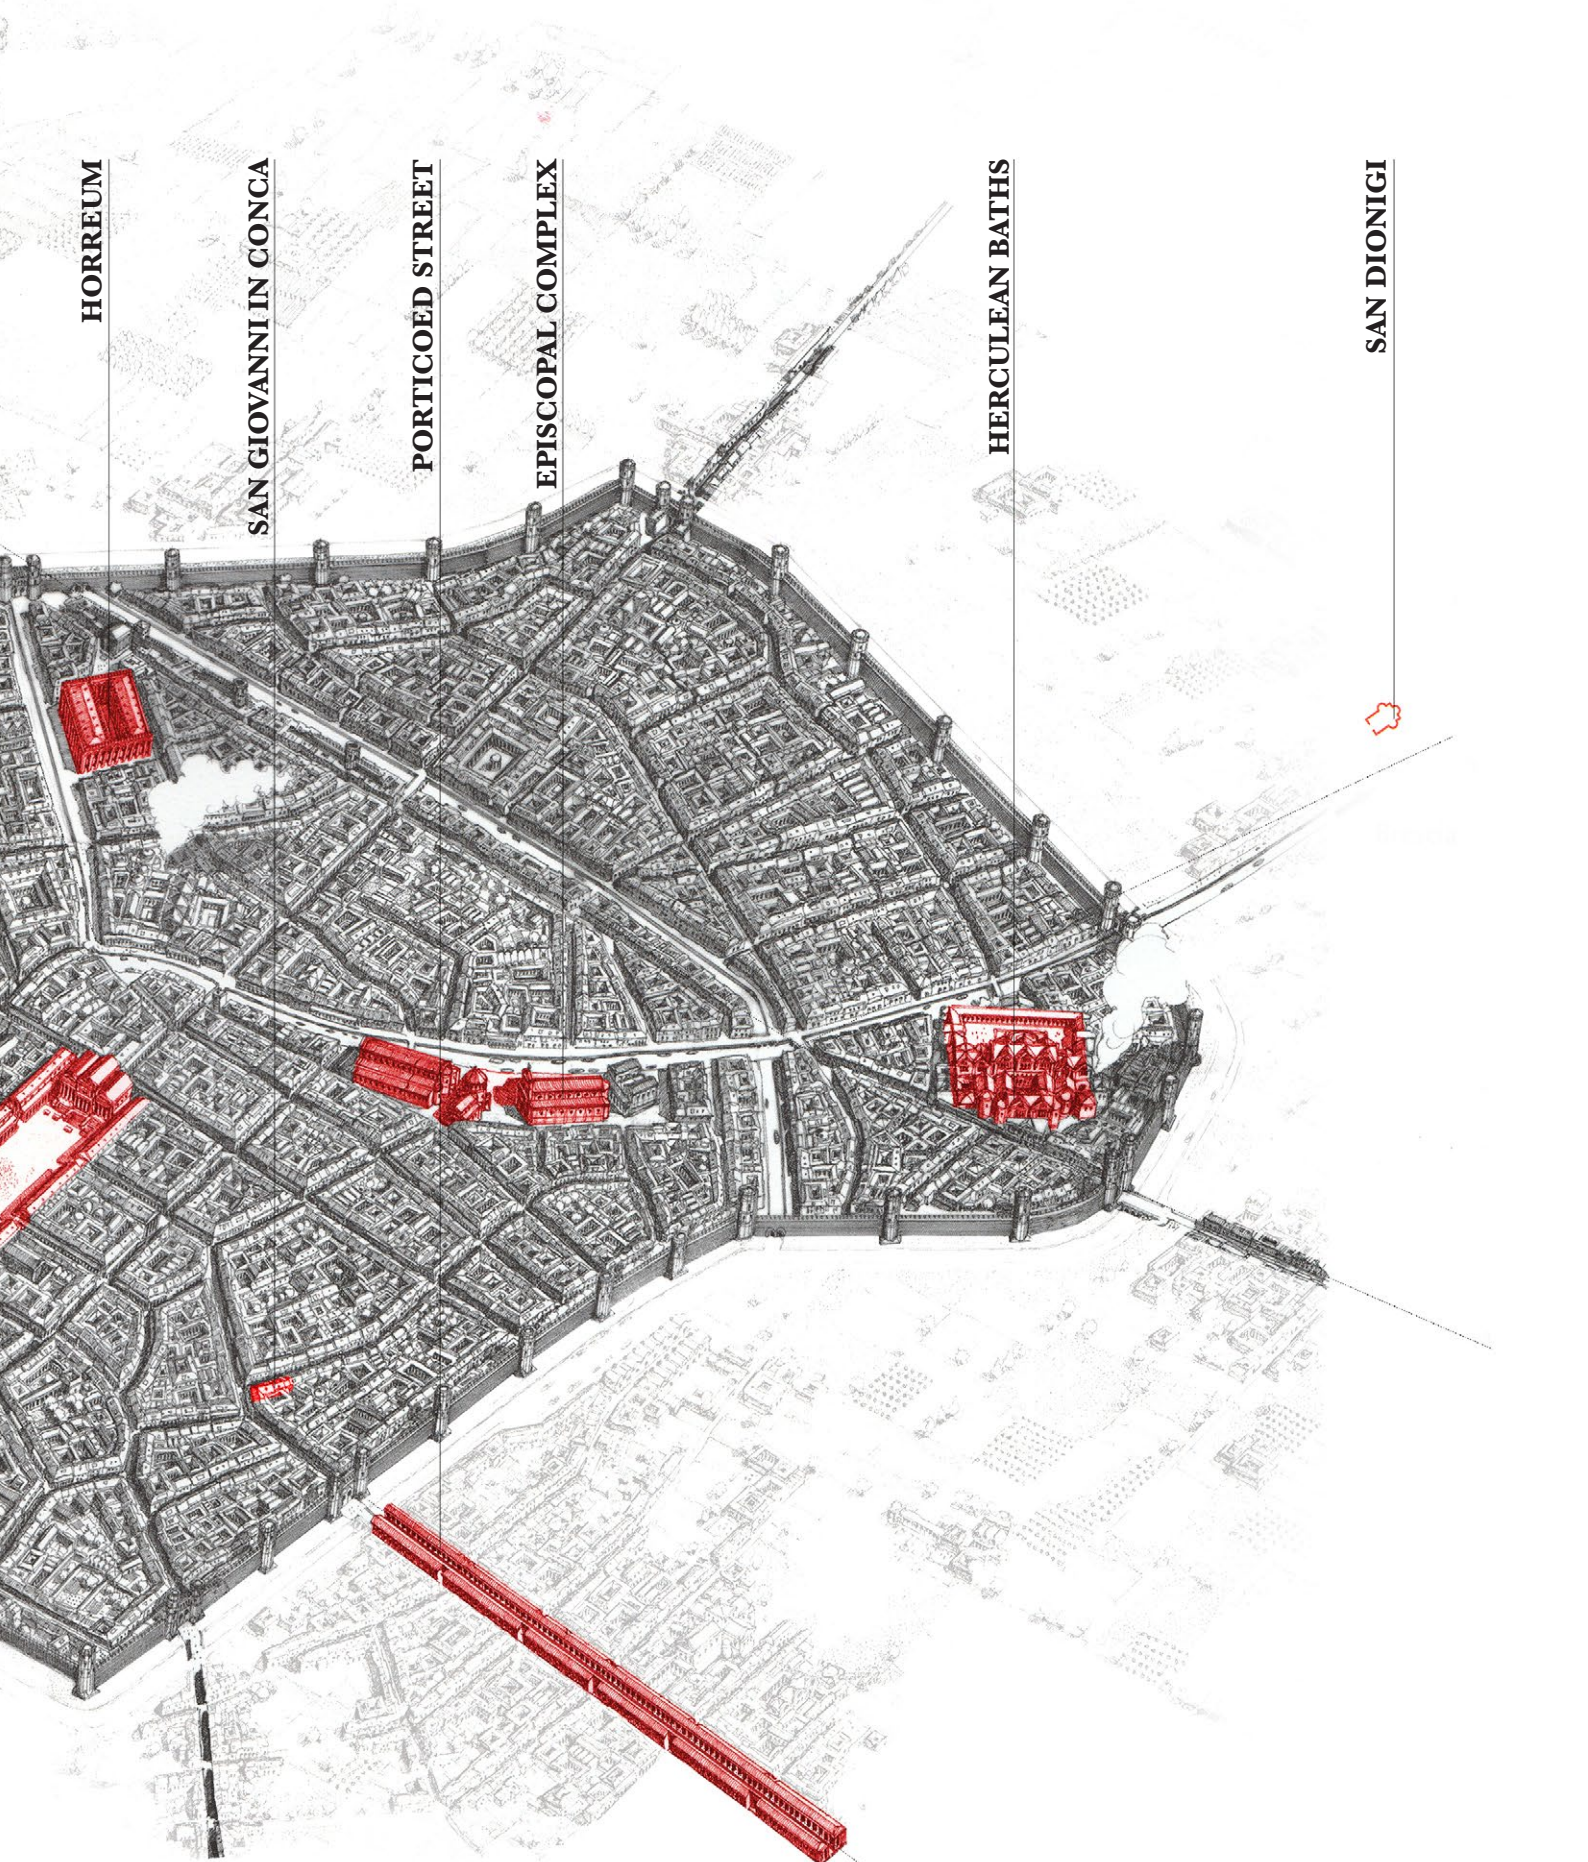 HORREUM
SAN GIOVANNI IN CONCA
PORTICOED STREET
EPISCOPAL COMPLEX
HERCULEAN BATHS
SAN DIONIGI